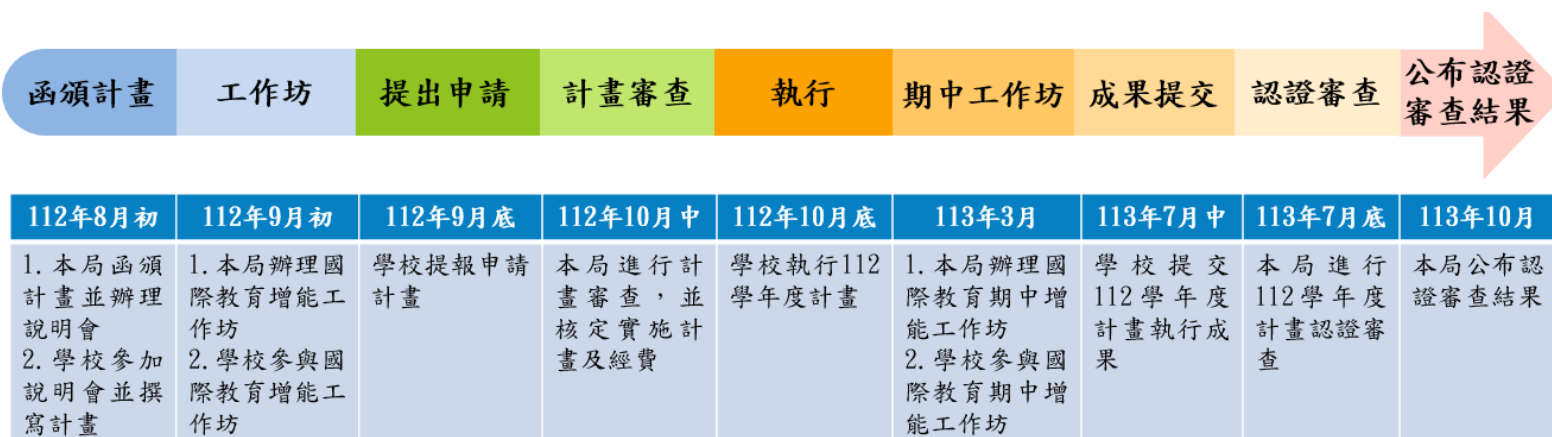 函頒計畫
工作坊
提出申請
計畫審查
執行
期中工作坊
成果提交
認證審查
公布認證
審查結果
112年8月初
112年9月初
112年9月底
112年10月中
112年10月底
113年3月
113年7月中
113年7月底
113年10月
1. 本局函頒
計畫並辦理
說明會
2. 學校參加
說明會並撰
寫計畫
1. 本局辦理國
際教育增能工
作坊
2. 學校參與國
際教育增能工
作坊
學校提報申請
計畫
本局進行計
畫審查，並
核定實施計
畫及經費
學校執行112
學年度計畫
1. 本局辦理國
際教育期中增
能工作坊
2. 學校參與國
際教育期中增
能工作坊
學校提交
112學年度
計畫執行成
果
本局進行
112學年度
計畫認證審
查
本局公布認
證審查結果